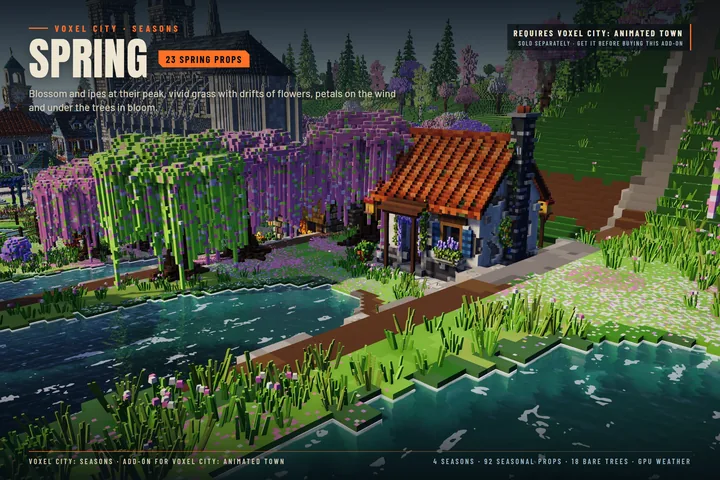 VOXEL CITY · SEASONS
SPRING
23 SPRING PROPS
Blossom and ipes at their peak, vivid grass with drifts of flowers, petals on the wind
and under the trees in bloom.
REQUIRES VOXEL CITY: ANIMATED TOWN
SOLD SEPARATELY · GET IT BEFORE BUYING THIS ADD-ON
VOXEL CITY: SEASONS · ADD-ON FOR VOXEL CITY: ANIMATED TOWN
4 SEASONS · 92 SEASONAL PROPS · 18 BARE TREES · GPU WEATHER